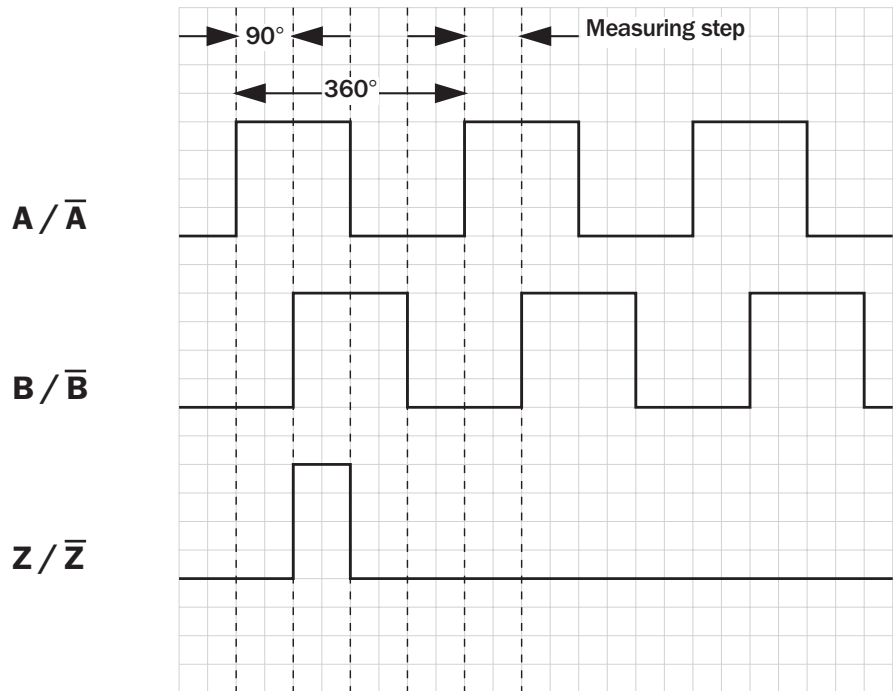 90°
Measuring step
360°
A / A̅
B / B̅
Z / Z̅